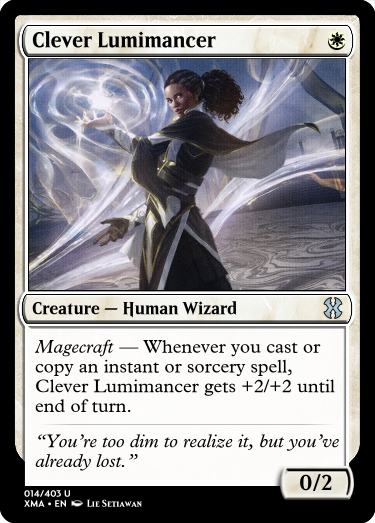 Clever Lumimancer
Creature — Human Wizard
Magecraft — Whenever you cast or
copy an instant or sorcery spell,
Clever Lumimancer gets +2/+2 until
end of turn.
“You’re too dim to realize it, but you’ve
already lost.”
0/2
014/403 U
XMA • EN Lie Setiawan